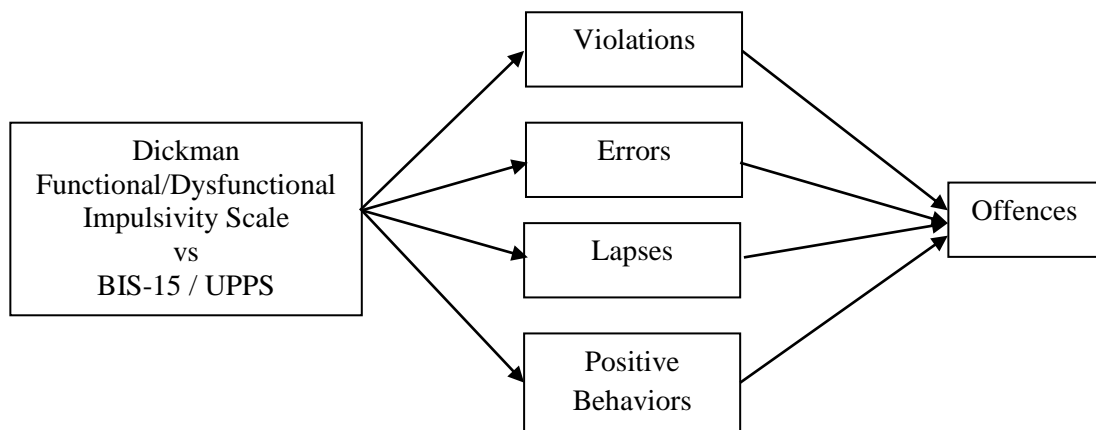 Dickman
Functional/Dysfunctional
Impulsivity Scale
vs
BIS-15 / UPPS
Violations
Errors
Lapses
Positive
Behaviors
Offences